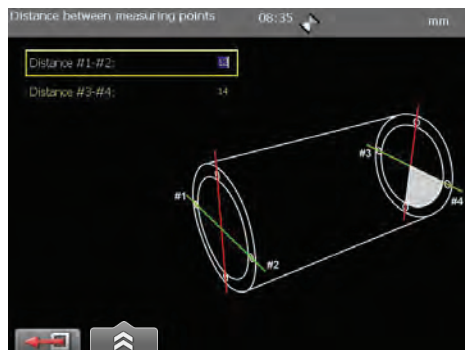 Distance between measuring points 08:35 mm
Distance #1-#2:
Distance #3-#4: 14
#3
#1
#4
#2